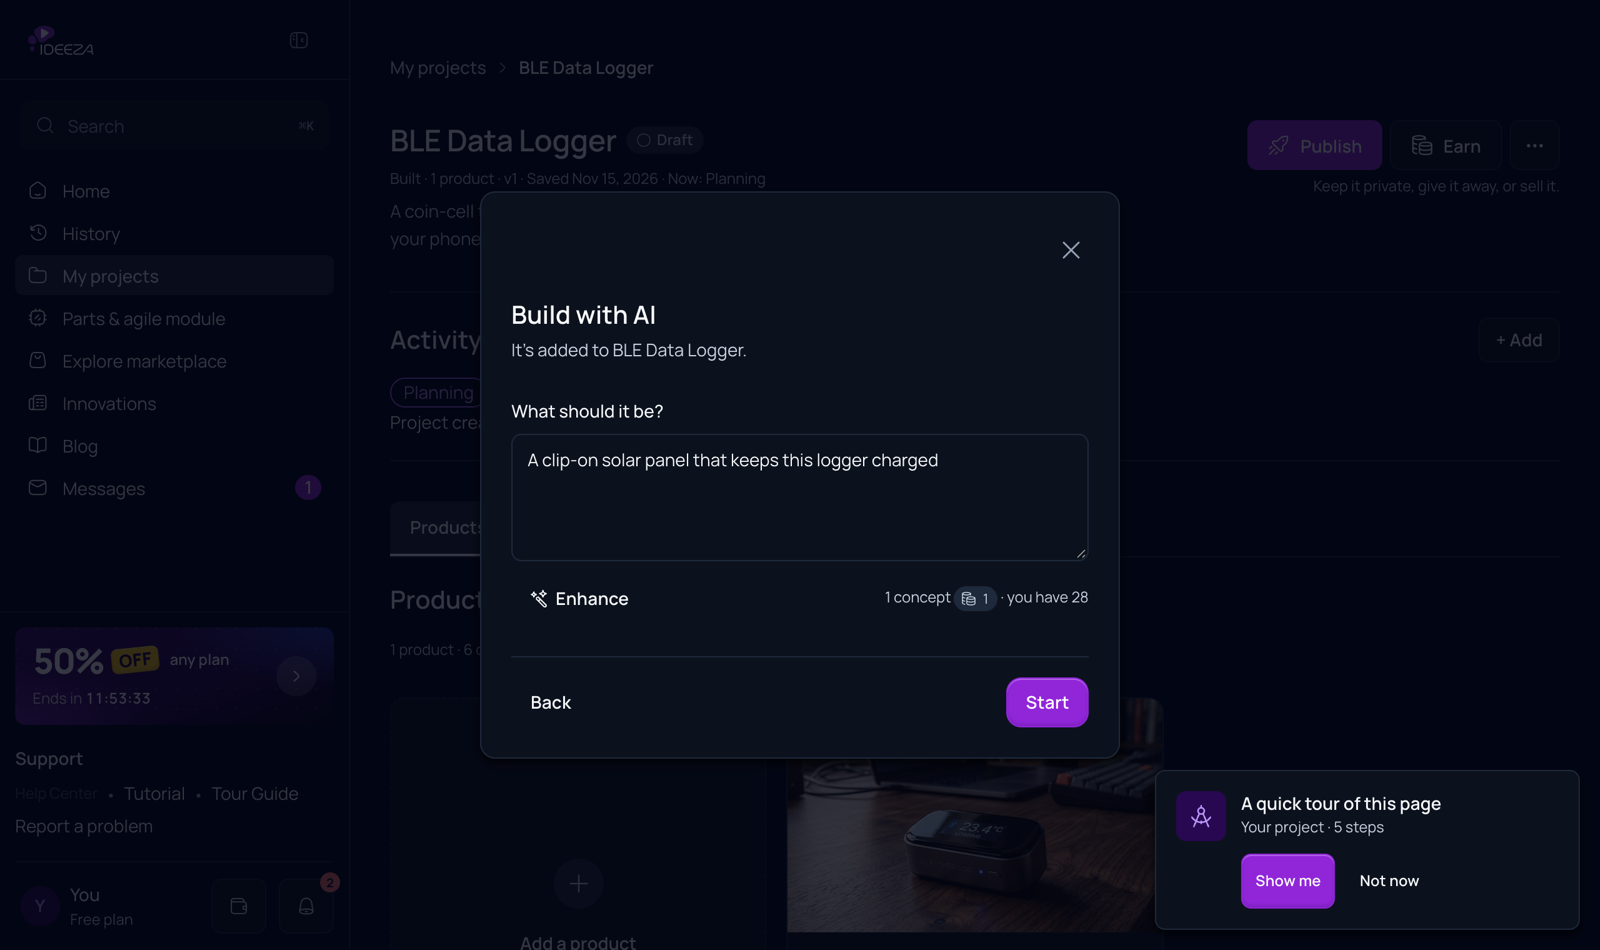 IDEEZA
Search
⌘K
Home
History
My projects
Parts & agile module
Explore marketplace
Innovations
Blog
Messages
1
50% OFF any plan
Ends in 11:53:33
Support
Help Center • Tutorial • Tour Guide
Report a problem
Y
You
Free plan
2
My projects > BLE Data Logger
BLE Data Logger
Draft
Built · 1 product · v1 · Saved Nov 15, 2026 · Now: Planning
A coin-cell
your phone
Publish
Earn
Keep it private, give it away, or sell it.
Activity
+ Add
Planning
Project
Products
1 product · 6
Add a product
23.4°C
Build with AI
It's added to BLE Data Logger.
What should it be?
A clip-on solar panel that keeps this logger charged
Enhance
1 concept 1 · you have 28
Back
Start
A quick tour of this page
Your project · 5 steps
Show me
Not now